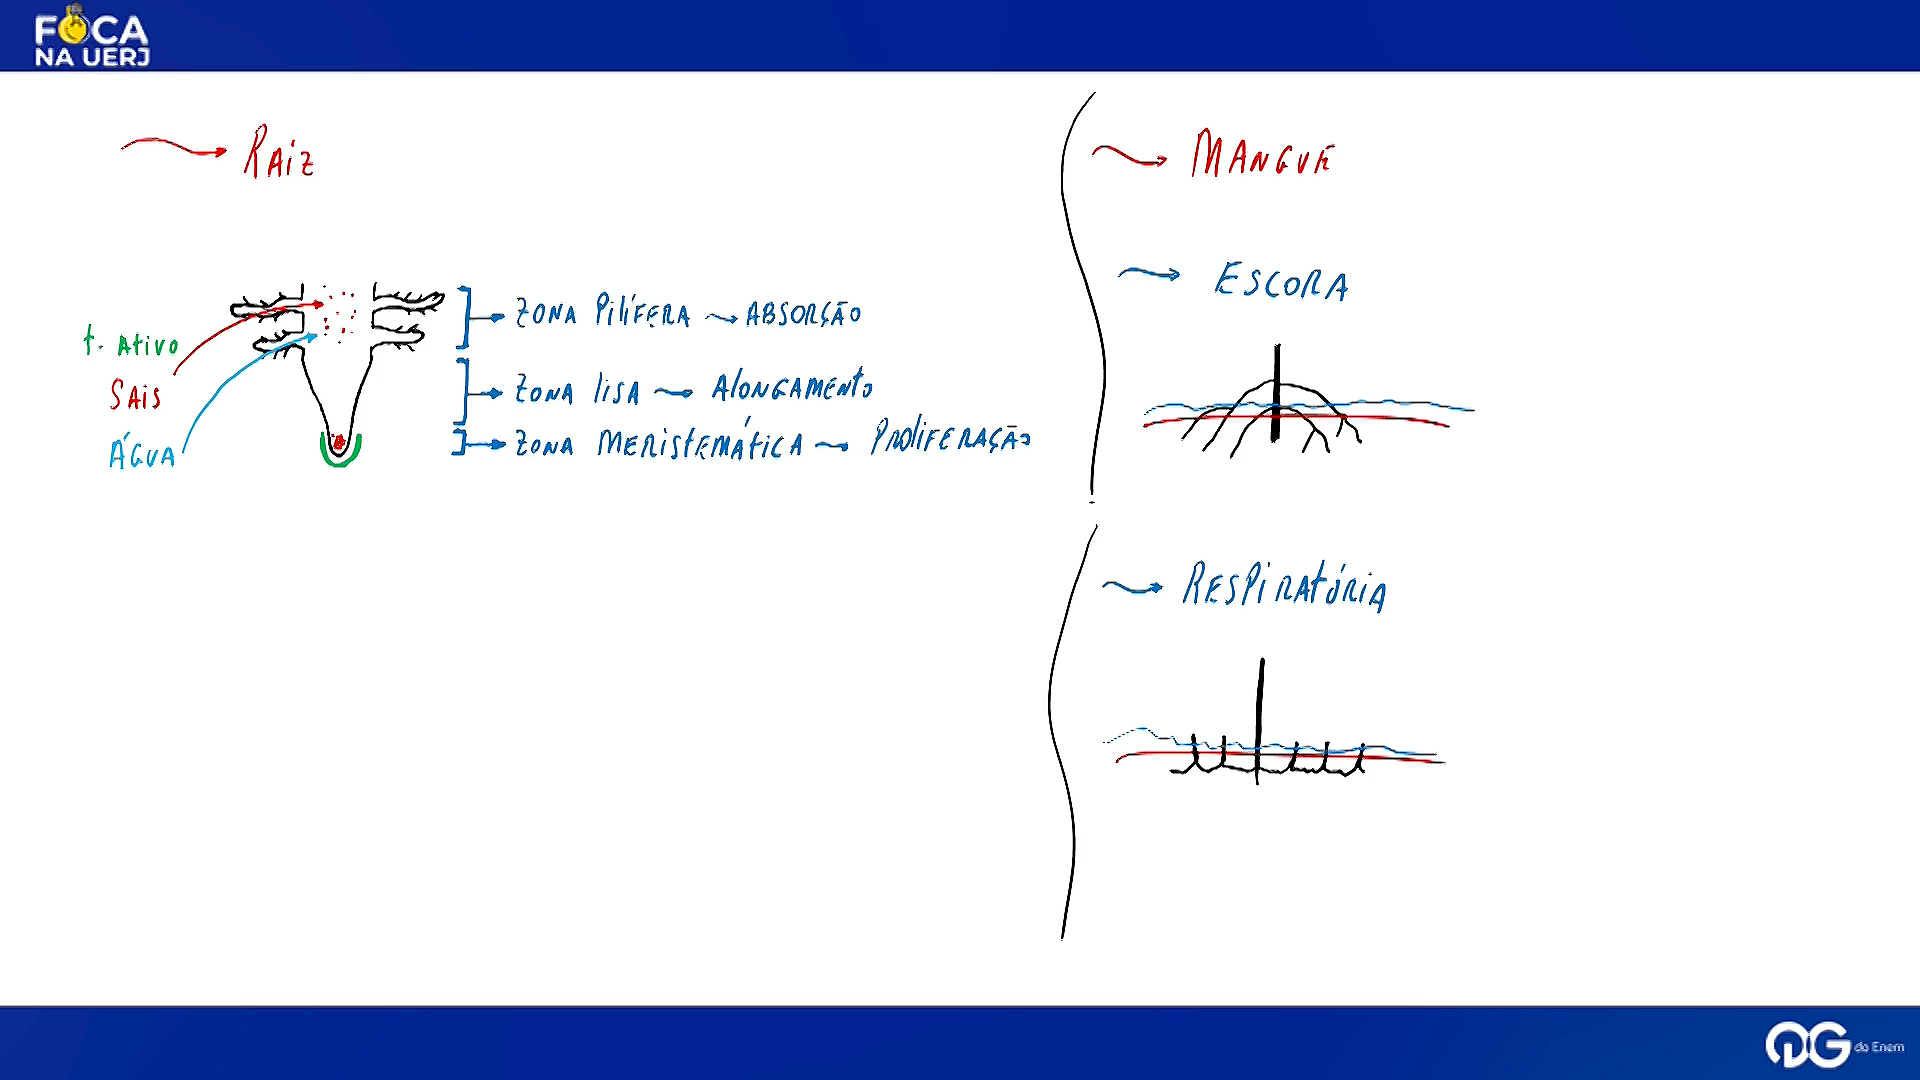 FOCA
NA UERJ
RAIZ
ZONA PILÍFERA ABSORÇÃO
t. ATIVO
SAIS
ÁGUA
ZONA LISA ALONGAMENTO
ZONA MERISTEMÁTICA PROLIFERAÇÃO
MANGUE
ESCORA
RESPIRATÓRIA
QG do Enem